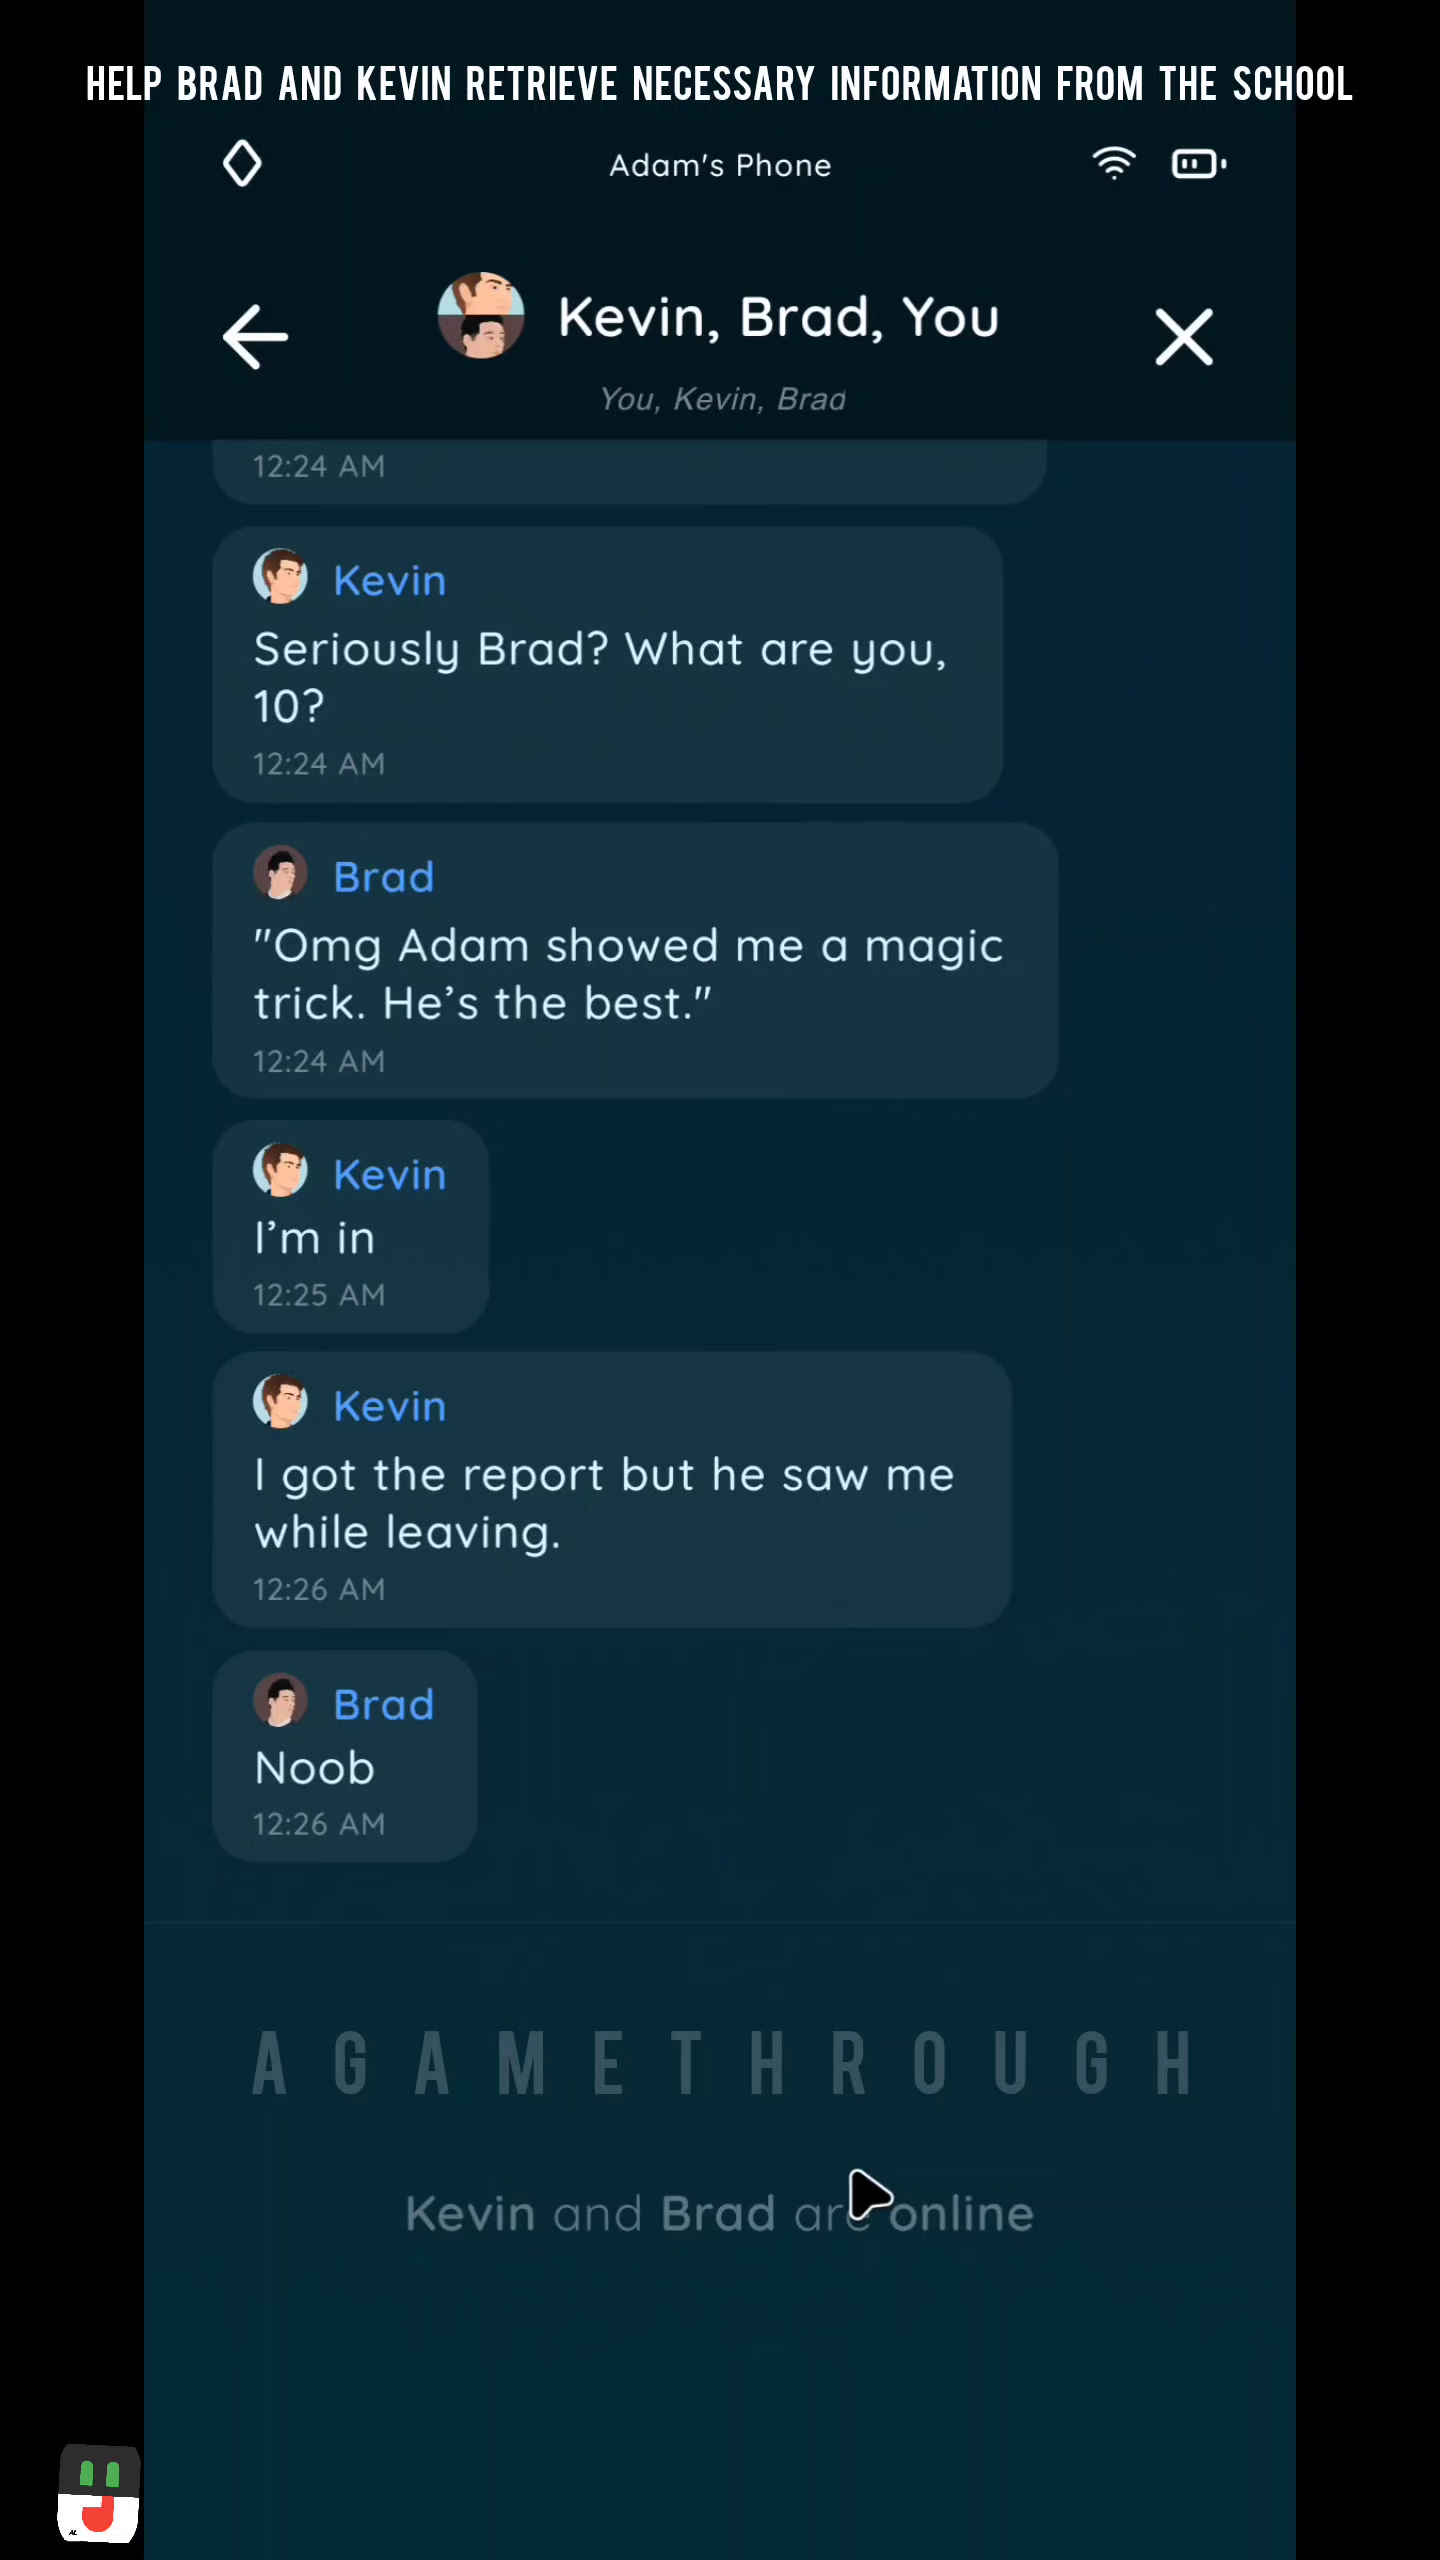 HELP BRAD AND KEVIN RETRIEVE NECESSARY INFORMATION FROM THE SCHOOL
Adam's Phone
Kevin, Brad, You
You, Kevin, Brad
12:24 AM
Kevin
Seriously Brad? What are you,
10?
12:24 AM
Brad
"Omg Adam showed me a magic
trick. He’s the best."
12:24 AM
Kevin
I’m in
12:25 AM
Kevin
I got the report but he saw me
while leaving.
12:26 AM
Brad
Noob
12:26 AM
AGAMETHROUGH
Kevin and Brad are online
AL